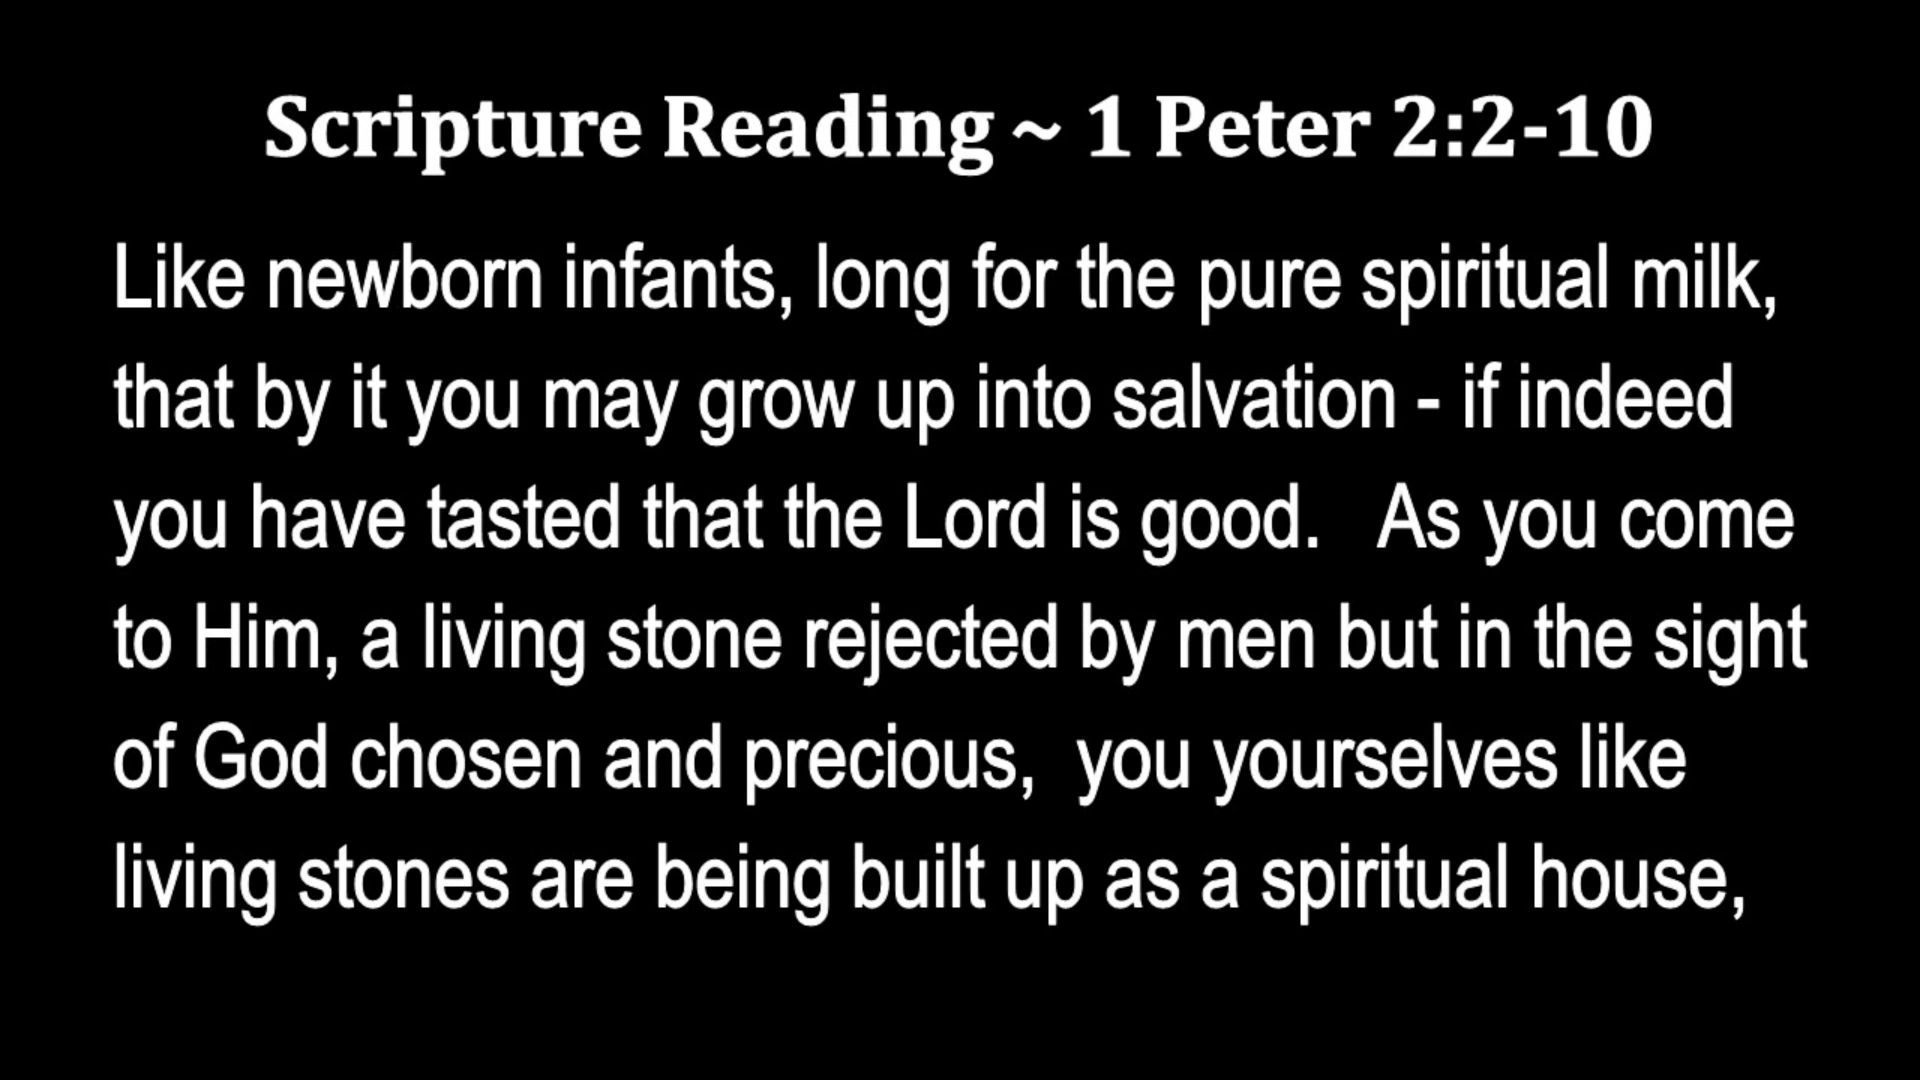 Scripture Reading ~ 1 Peter 2:2-10
Like newborn infants, long for the pure spiritual milk,
that by it you may grow up into salvation - if indeed
you have tasted that the Lord is good.   As you come
to Him, a living stone rejected by men but in the sight
of God chosen and precious,  you yourselves like
living stones are being built up as a spiritual house,